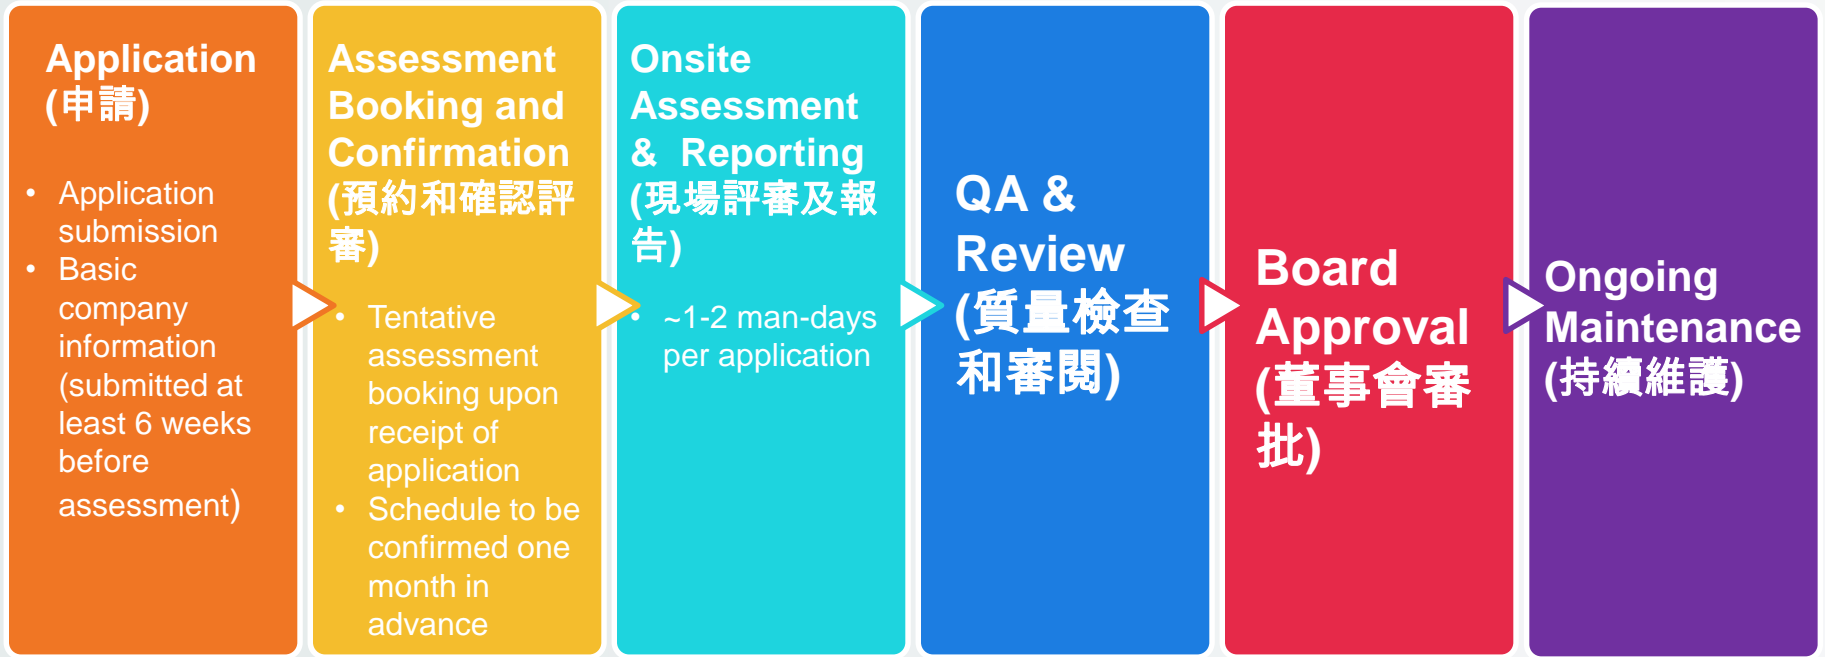 Application
(申請)
• Application
submission
• Basic
company
information
(submitted at
least 6 weeks
before
assessment)
Assessment
Booking and
Confirmation
(預約和確認評
審)
• Tentative
assessment
booking upon
receipt of
application
• Schedule to be
confirmed one
month in
advance
Onsite
Assessment
& Reporting
(現場評審及報
告)
• ~1-2 man-days
per application
QA &
Review
(質量檢查
和審閱)
Board
Approval
(董事會審
批)
Ongoing
Maintenance
(持續維護)